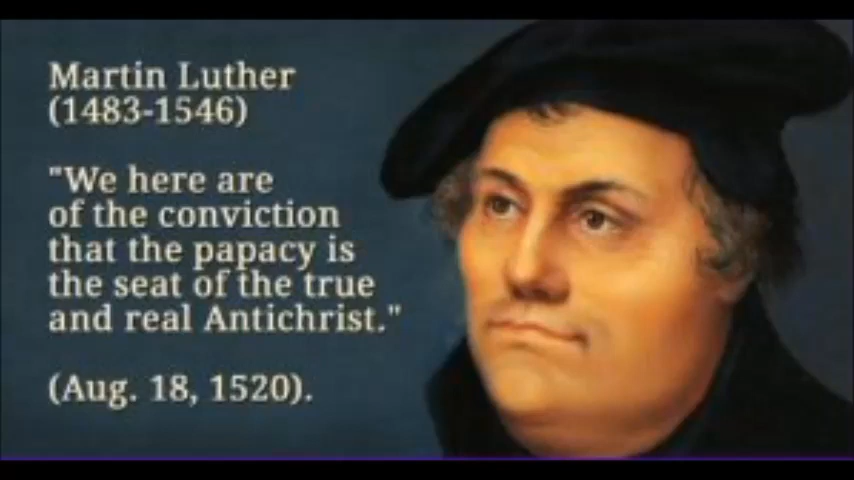 Martin Luther
(1483-1546)
"We here are
of the conviction
that the papacy is
the seat of the true
and real Antichrist."
(Aug. 18, 1520).